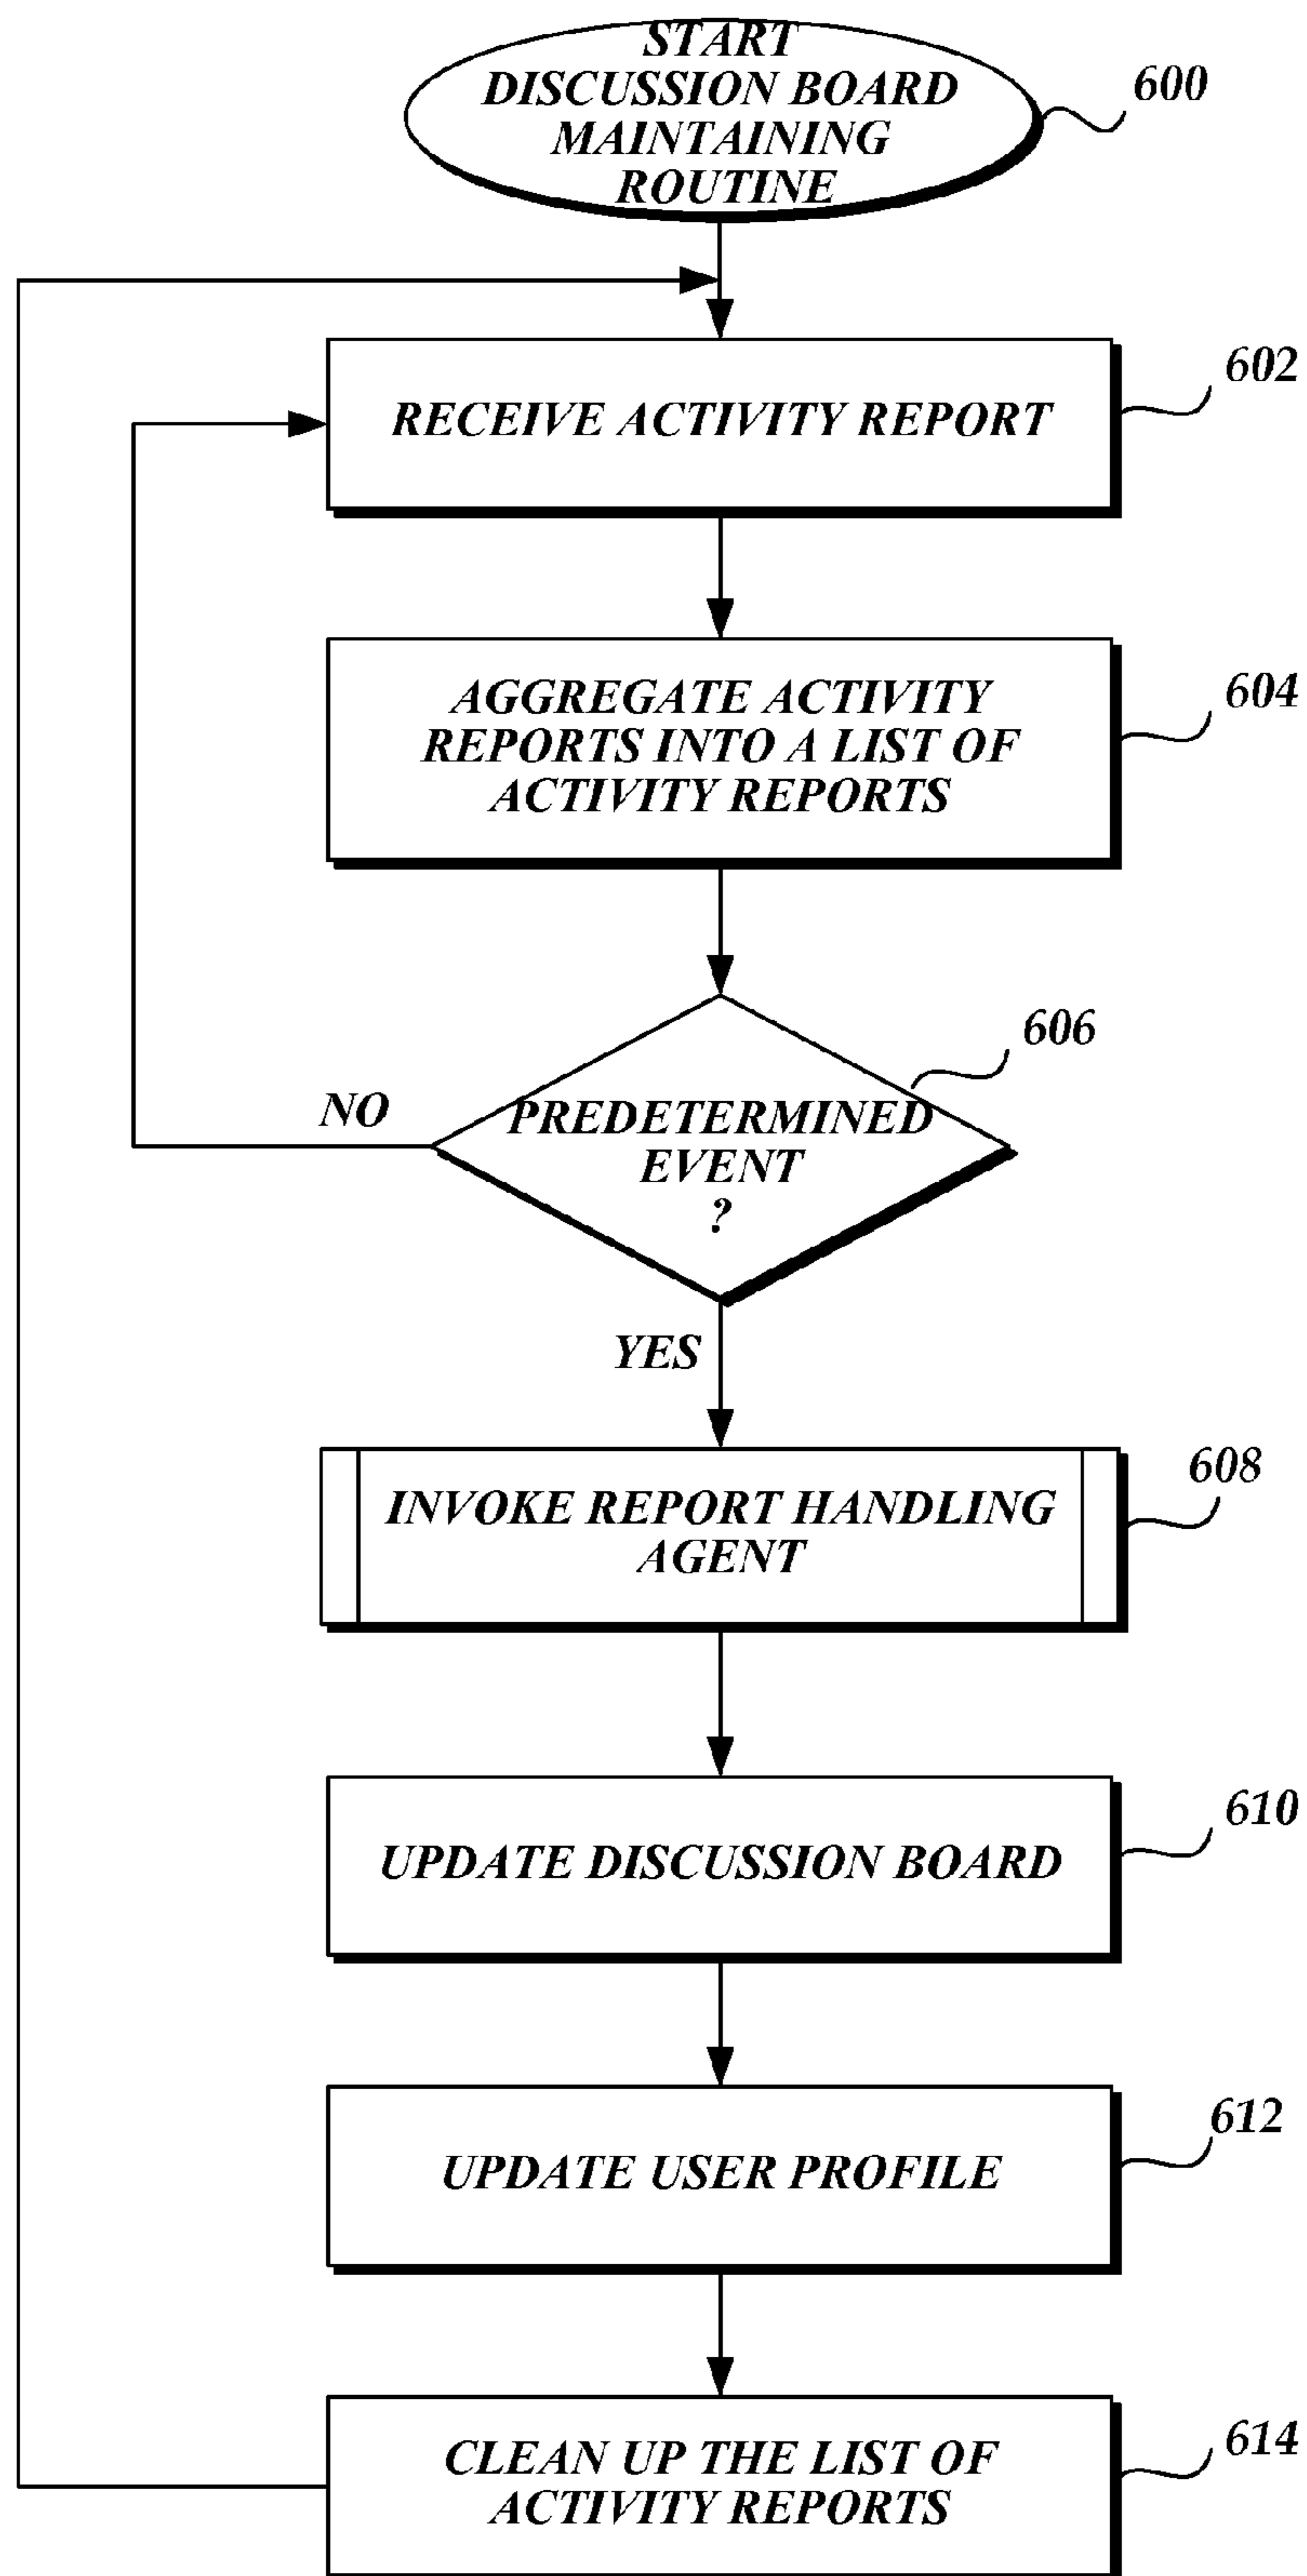 START
DISCUSSION BOARD
MAINTAINING
ROUTINE
600
RECEIVE ACTIVITY REPORT
602
AGGREGATE ACTIVITY
REPORTS INTO A LIST OF
ACTIVITY REPORTS
604
PREDETERMINED
EVENT
?
606
NO
YES
INVOKE REPORT HANDLING
AGENT
608
UPDATE DISCUSSION BOARD
610
UPDATE USER PROFILE
612
CLEAN UP THE LIST OF
ACTIVITY REPORTS
614